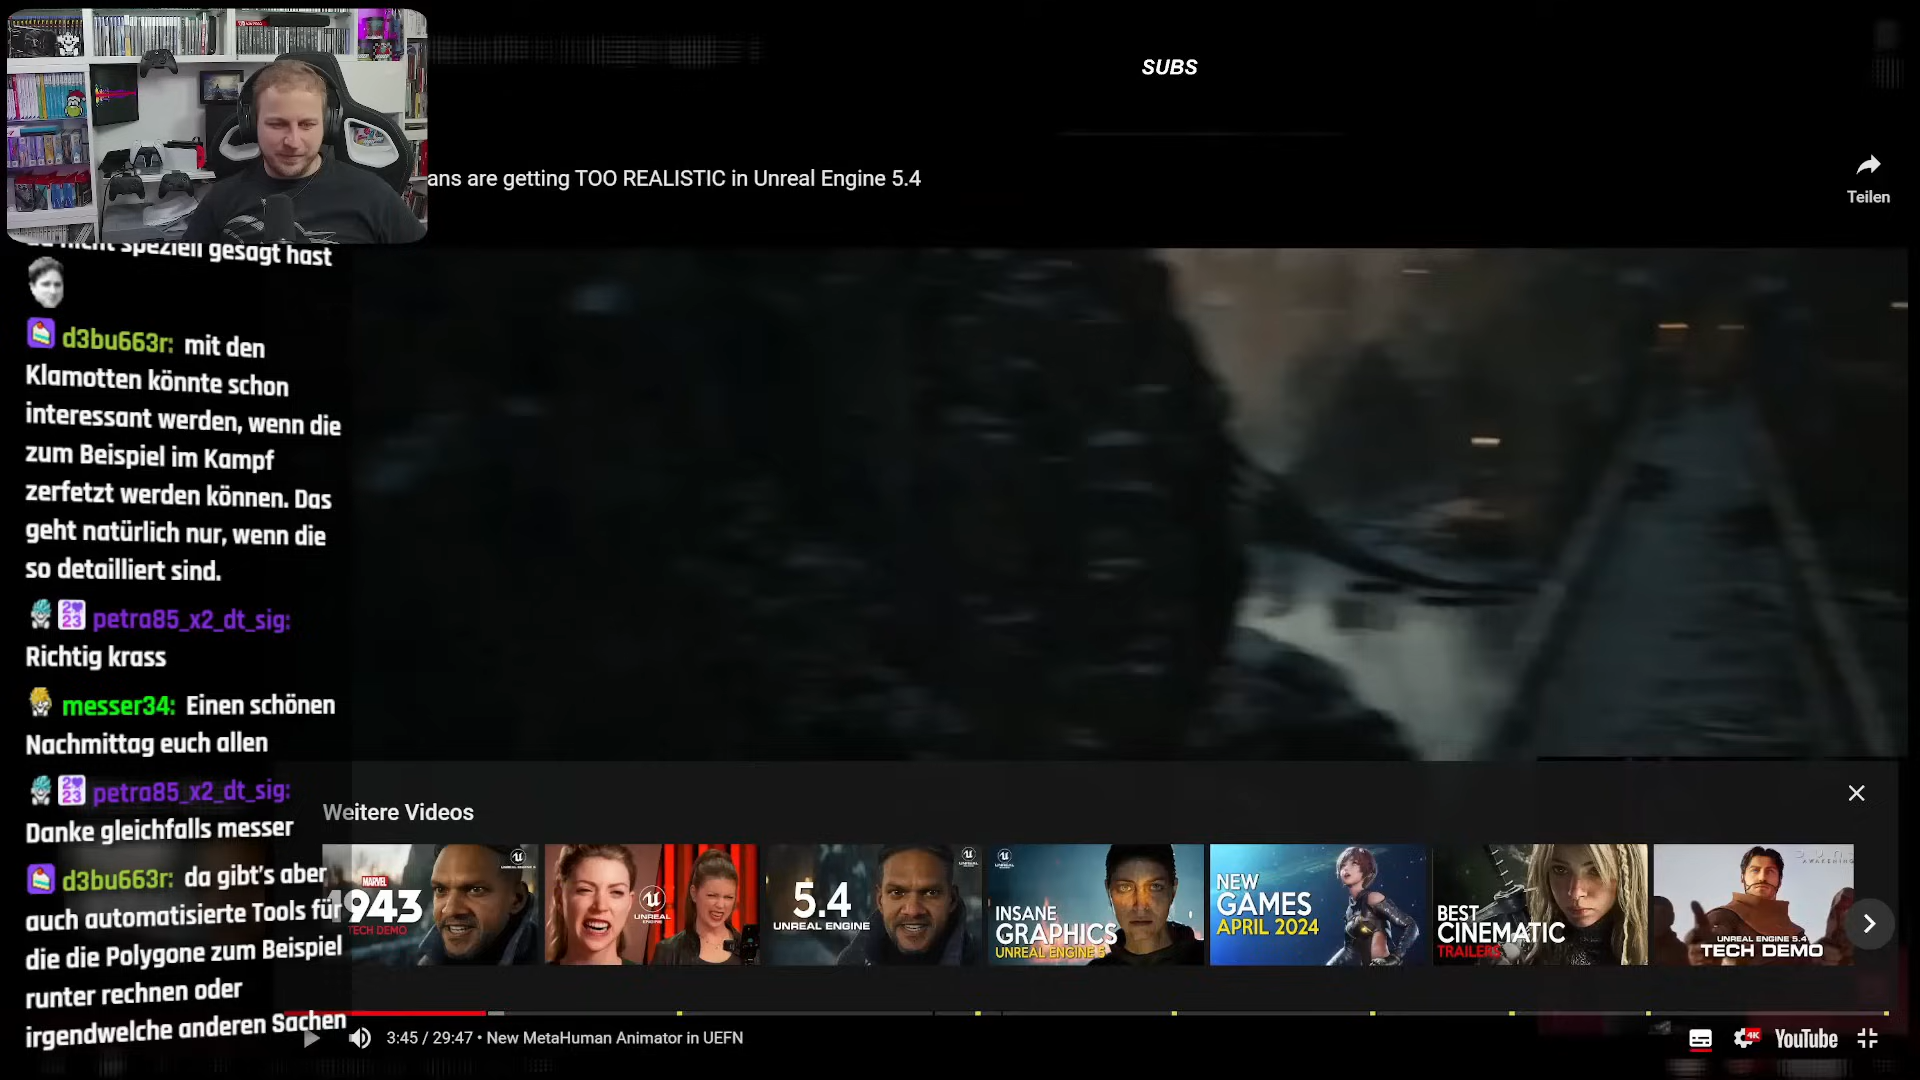 SUBS
ans are getting TOO REALISTIC in Unreal Engine 5.4
Teilen
speziell gesagt hast
d3bu663r: mit den
Klamotten könnte schon
interessant werden, wenn die
zum Beispiel im Kampf
zerfetzt werden können. Das
geht natürlich nur, wenn die
so detailliert sind.
petra85_x2_dt_sig:
Richtig krass
messer34: Einen schönen
Nachmittag euch allen
petra85_x2_dt_sig:
Danke gleichfalls messer
d3bu663r: da gibt's aber
auch automatisierte Tools für
die die Polygone zum Beispiel
runter rechnen oder
irgendwelche anderen Sachen
Weitere Videos
MARVEL
1943
TECH DEMO
UNREAL
5.4
UNREAL ENGINE
INSANE
GRAPHICS
UNREAL ENGINE 5
NEW
GAMES
APRIL 2024
BEST
CINEMATIC
TRAILERS
UNREAL ENGINE 5.4
TECH DEMO
3:45 / 29:47 • New MetaHuman Animator in UEFN
4K
YouTube